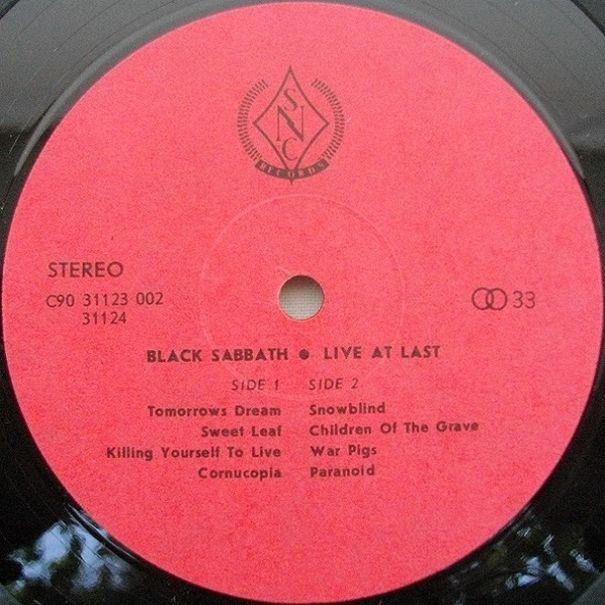 SNC
RECORDS
STEREO
C90 31123 002
31124
33
BLACK SABBATH LIVE AT LAST
SIDE 1 SIDE 2
Tomorrows Dream Snowblind
Sweet Leaf Children Of The Grave
Killing Yourself To Live War Pigs
Cornucopia Paranoid